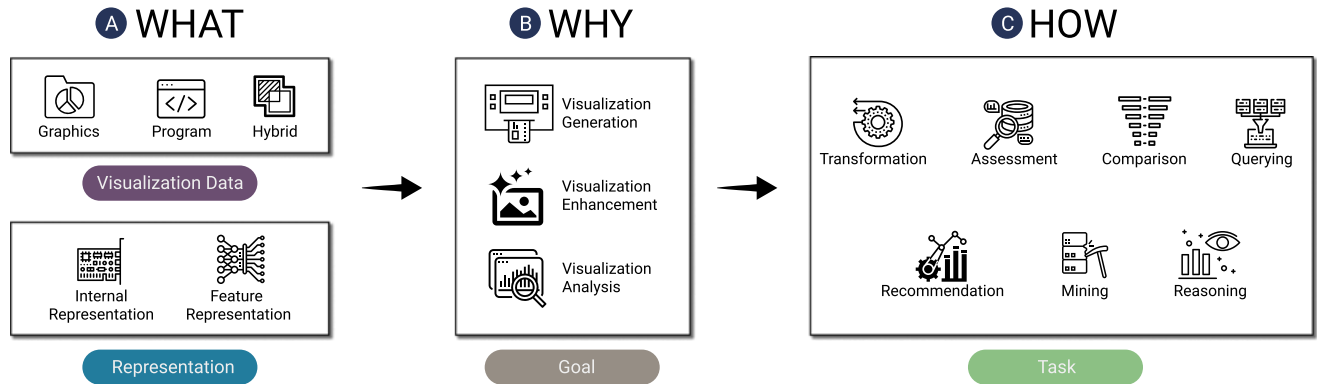 A WHAT
Graphics
Program
Hybrid
Visualization Data
Internal
Representation
Feature
Representation
Representation
B WHY
Visualization
Generation
Visualization
Enhancement
Visualization
Analysis
Goal
C HOW
Transformation
Assessment
Comparison
Querying
Recommendation
Mining
Reasoning
Task